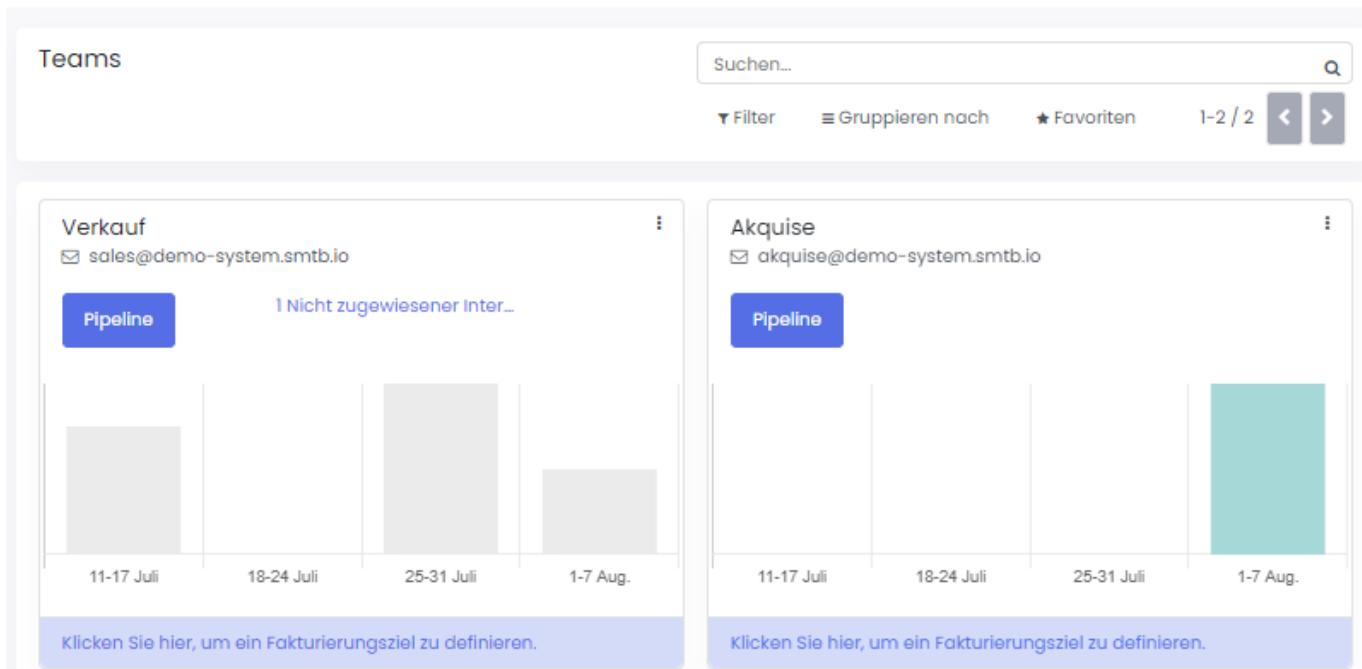 Teams
Suchen...
Filter
Gruppieren nach
Favoriten
1-2 / 2
Verkauf
sales@demo-system.smtb.io
Pipeline
1 Nicht zugewiesener Inter...
11-17 Juli
18-24 Juli
25-31 Juli
1-7 Aug.
Klicken Sie hier, um ein Fakturierungsziel zu definieren.
Akquise
akquise@demo-system.smtb.io
Pipeline
11-17 Juli
18-24 Juli
25-31 Juli
1-7 Aug.
Klicken Sie hier, um ein Fakturierungsziel zu definieren.